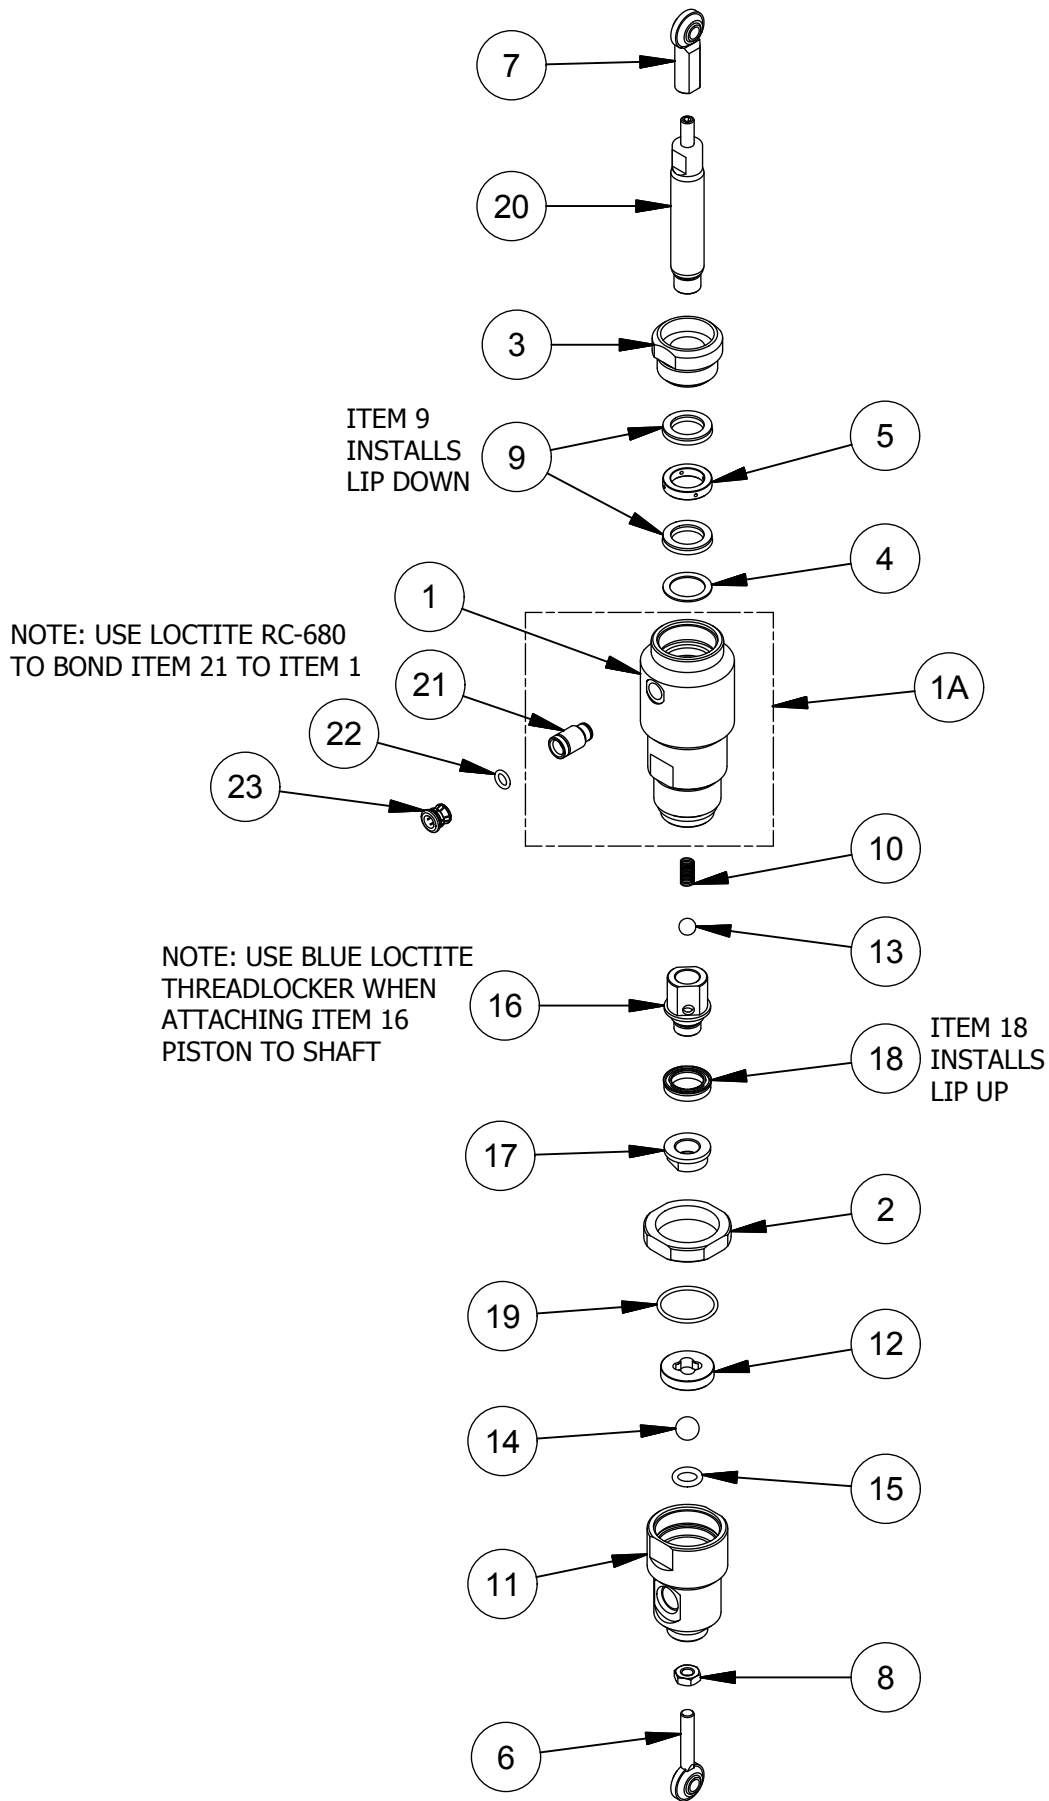 7
20
3
ITEM 9
INSTALLS
LIP DOWN
9
5
4
1
NOTE: USE LOCTITE RC-680
TO BOND ITEM 21 TO ITEM 1
21
1A
22
23
10
13
NOTE: USE BLUE LOCTITE
THREADLOCKER WHEN
ATTACHING ITEM 16
PISTON TO SHAFT
16
18
ITEM 18
INSTALLS
LIP UP
17
2
19
12
14
15
11
8
6